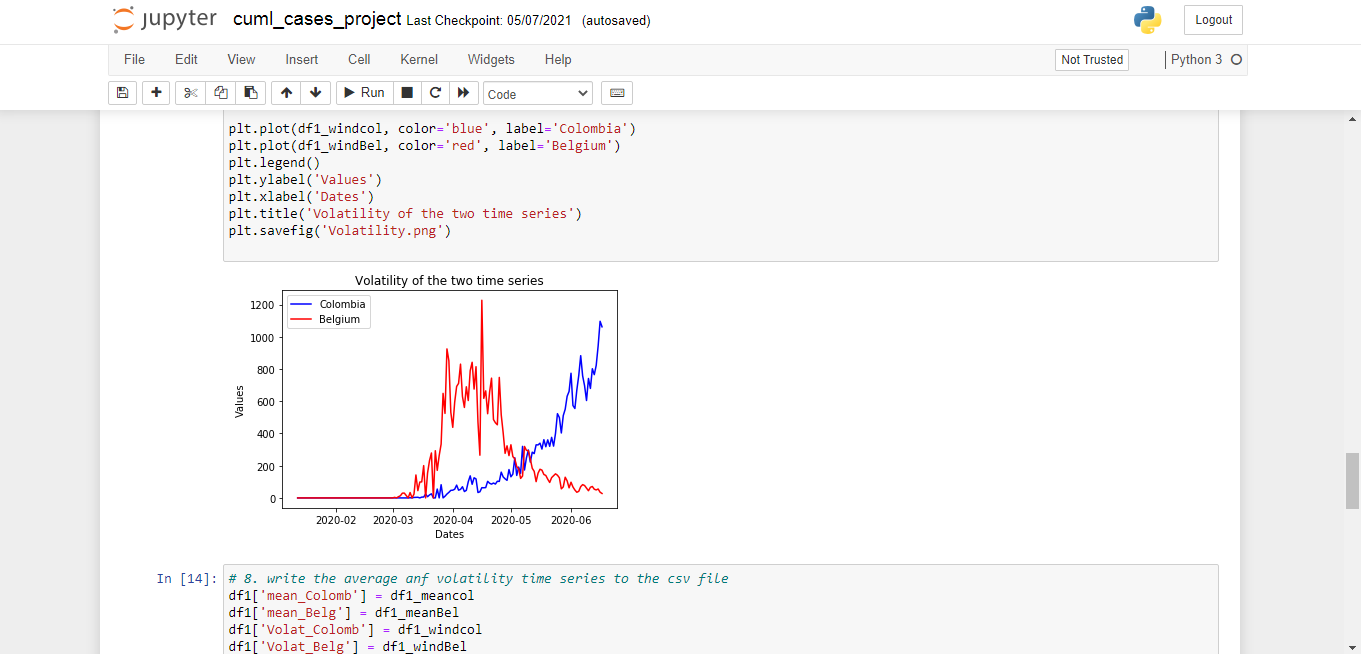 jupyter cuml_cases_project Last Checkpoint: 05/07/2021 (autosaved)
Logout
File Edit View Insert Cell Kernel Widgets Help
Not Trusted
Python 3
Run
Code
plt.plot(df1_windcol, color='blue', label='Colombia')
plt.plot(df1_windBel, color='red', label='Belgium')
plt.legend()
plt.ylabel('Values')
plt.xlabel('Dates')
plt.title('Volatility of the two time series')
plt.savefig('Volatility.png')
Volatility of the two time series
Colombia
Belgium
1200
1000
800
600
400
200
0
Values
2020-02 2020-03 2020-04 2020-05 2020-06
Dates
In [14]:
# 8. write the average anf volatility time series to the csv file
df1['mean_Colomb'] = df1_meancol
df1['mean_Belg'] = df1_meanBel
df1['Volat_Colomb'] = df1_windcol
df1['Volat_Belg'] = df1_windBel